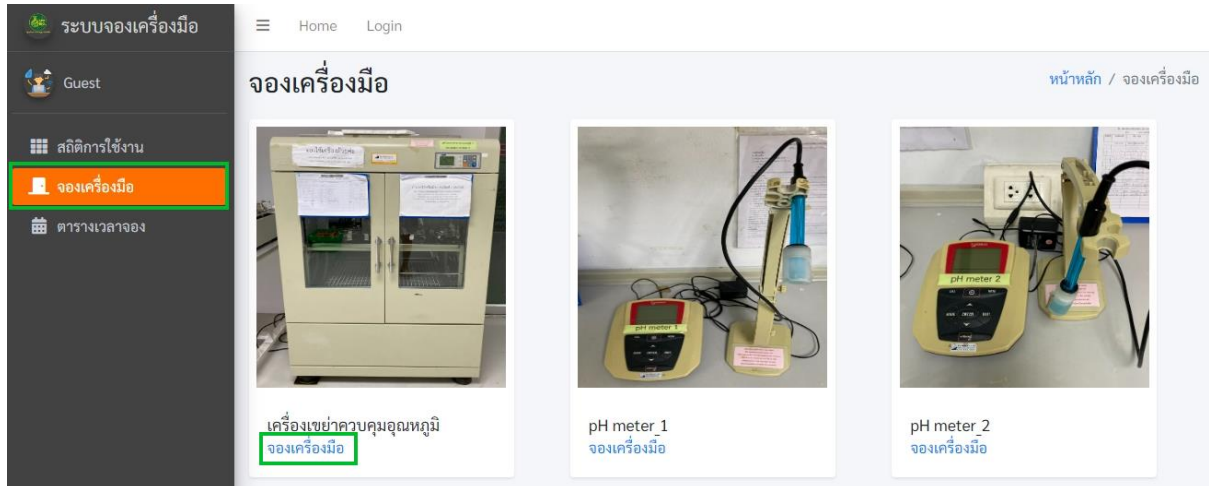 ระบบจองเครื่องมือ
Home Login
Guest
จองเครื่องมือ
หน้าหลัก / จองเครื่องมือ
สถิติการใช้งาน
จองเครื่องมือ
ตารางเวลาจอง
pH meter 1
pH meter 2
เครื่องเขย่าควบคุมอุณหภูมิ
จองเครื่องมือ
pH meter_1
จองเครื่องมือ
pH meter_2
จองเครื่องมือ